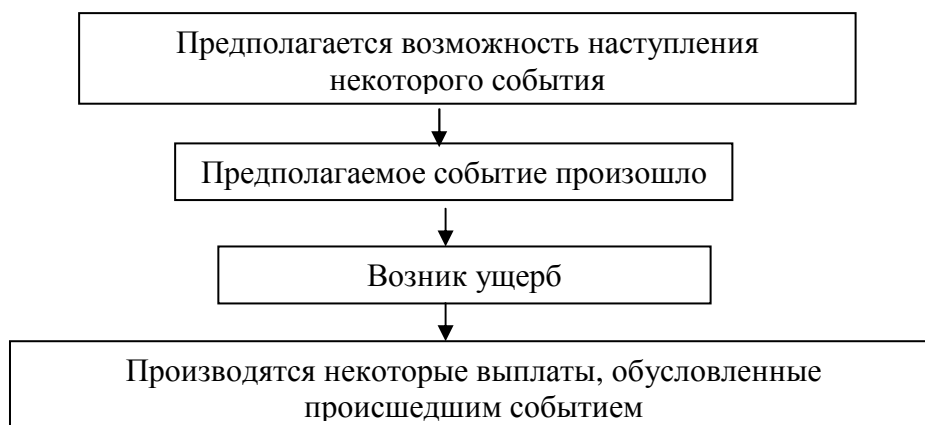 Предполагается возможность наступления
некоторого события
Предполагаемое событие произошло
Возник ущерб
Производятся некоторые выплаты, обусловленные
происшедшим событием